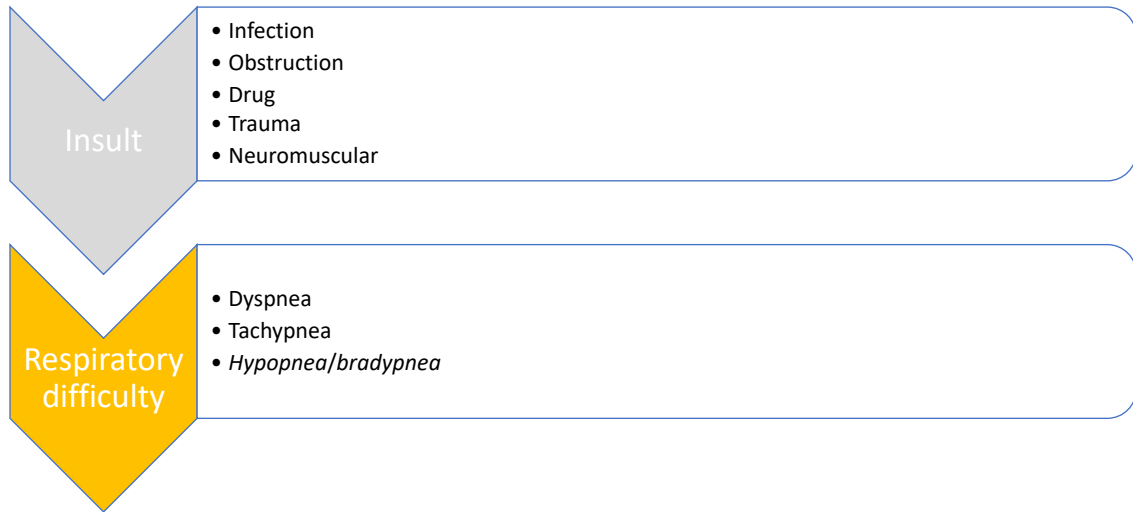 Insult
• Infection
• Obstruction
• Drug
• Trauma
• Neuromuscular
Respiratory
difficulty
• Dyspnea
• Tachypnea
• Hypopnea/bradypnea